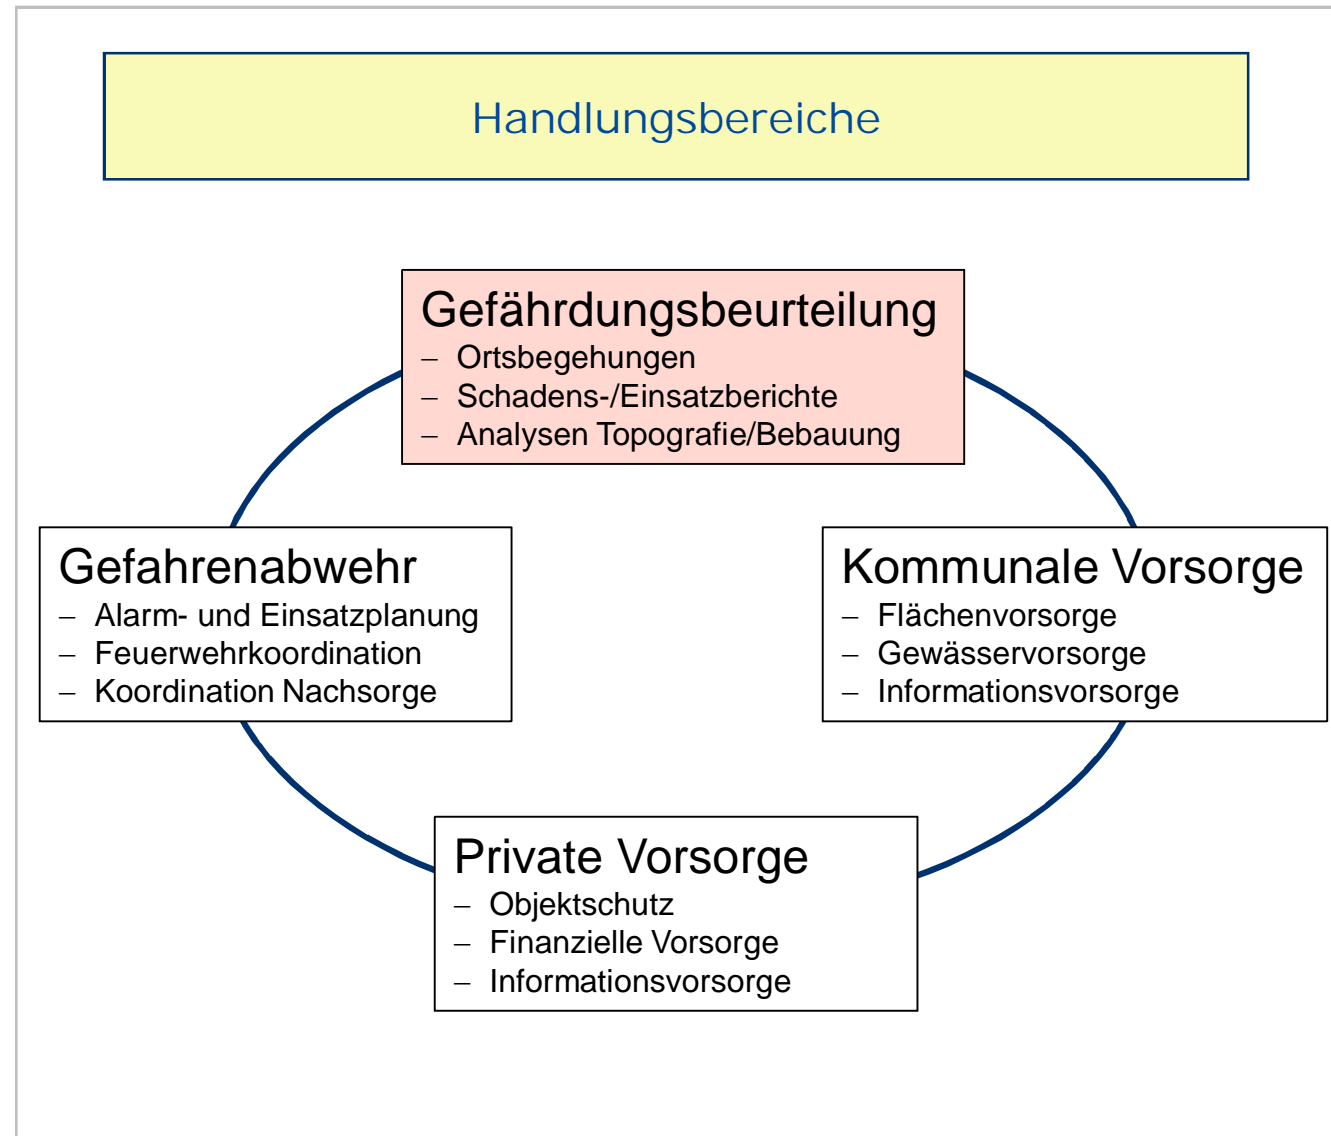 Handlungsbereiche
Gefährdungsbeurteilung
– Ortsbegehungen
– Schadens-/Einsatzberichte
– Analysen Topografie/Bebauung
Gefahrenabwehr
– Alarm- und Einsatzplanung
– Feuerwehrkoordination
– Koordination Nachsorge
Kommunale Vorsorge
– Flächenvorsorge
– Gewässervorsorge
– Informationsvorsorge
Private Vorsorge
– Objektschutz
– Finanzielle Vorsorge
– Informationsvorsorge